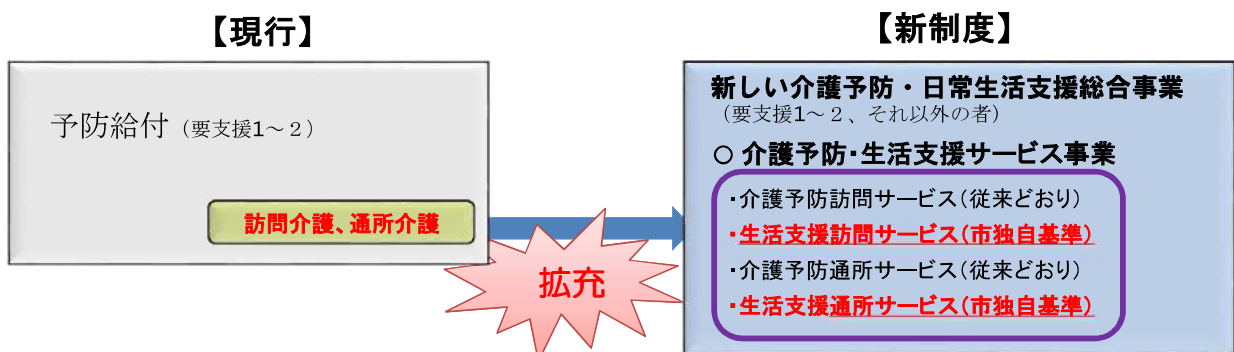 【現行】
予防給付（要支援1～２）
訪問介護、通所介護
拡充
【新制度】
新しい介護予防・日常生活支援総合事業
（要支援1～２、それ以外の者）
○ 介護予防・生活支援サービス事業
・介護予防訪問サービス（従来どおり）
・生活支援訪問サービス（市独自基準）
・介護予防通所サービス（従来どおり）
・生活支援通所サービス（市独自基準）